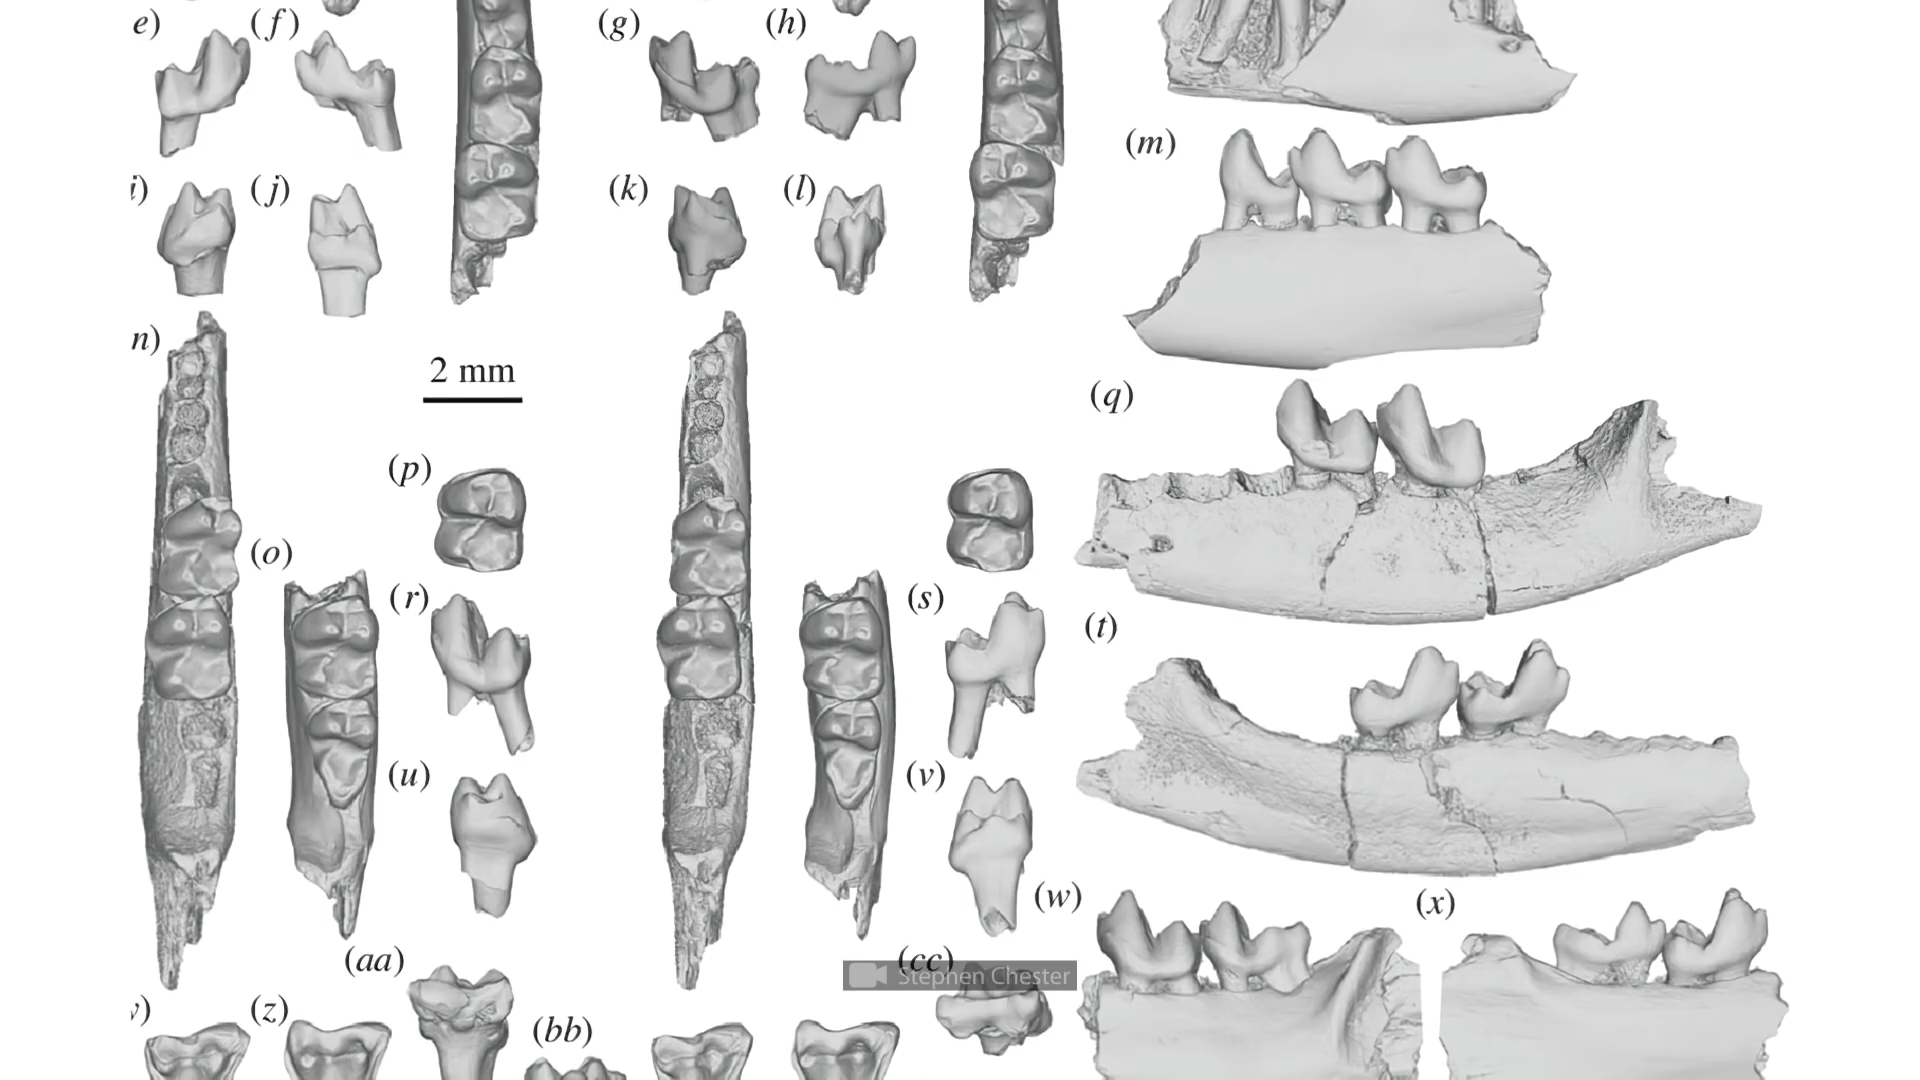 e) (f) (g) (h)
(m)
i) (j) (k) (l)
n)
2 mm
(q)
(p)
(o)
(r) (s)
(t)
(u) (v)
(w) (x)
(aa) (cc)
Stephen Chester
(z)
(bb)